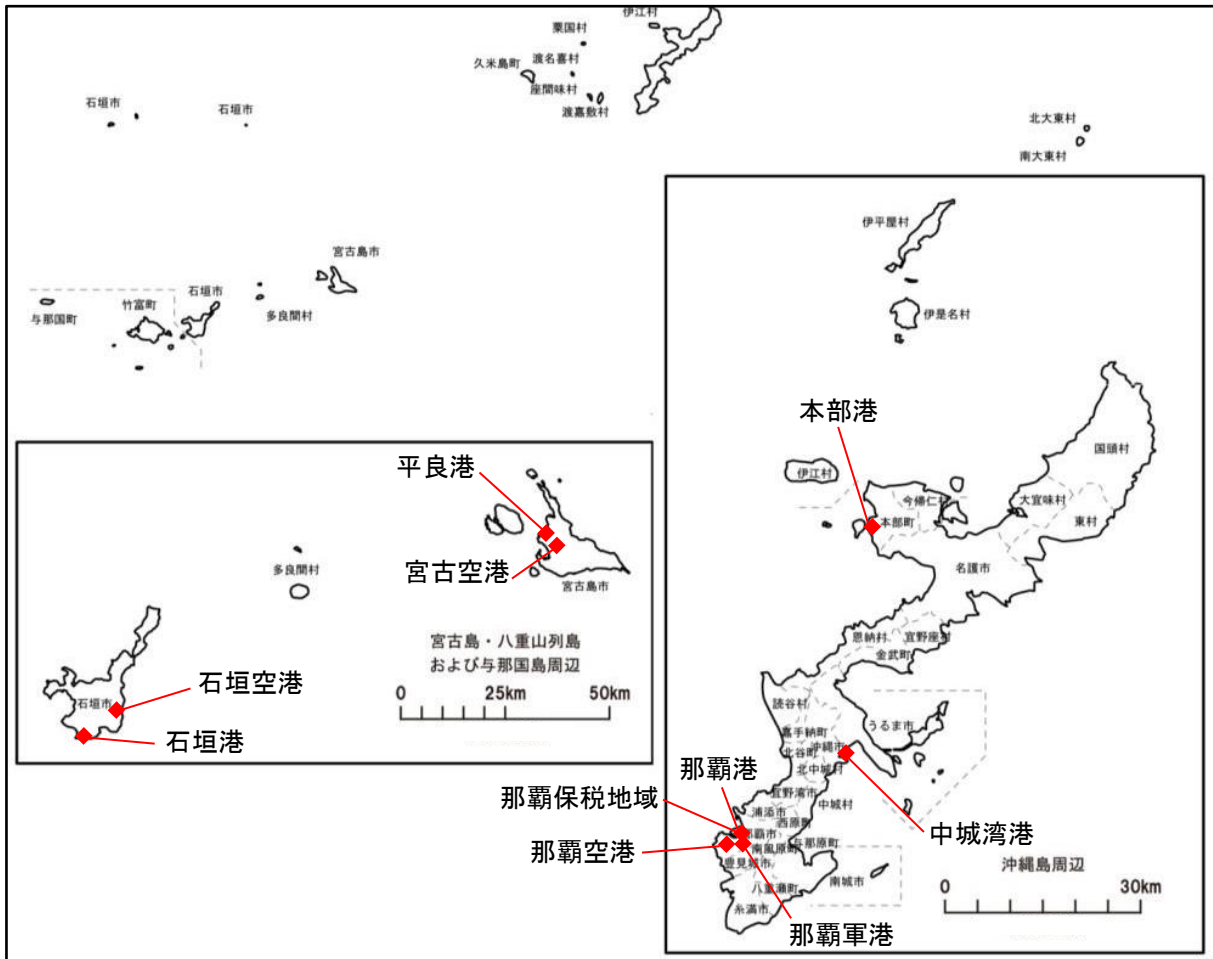 伊江村
粟国村
渡名喜村
久米島町
座間味村
渡嘉敷村
石垣市
石垣市
北大東村
南大東村
宮古島市
石垣市
竹富町
与那国町
多良間村
平良港
宮古空港
多良間村
宮古島市
宮古島・八重山列島
および与那国島周辺
0 25km 50km
石垣市
石垣空港
石垣港
伊平屋村
伊是名村
本部港
伊江村
国頭村
今帰仁村
大宜味村
本部町
東村
名護市
恩納村
宜野座村
金武町
読谷村
うるま市
嘉手納町
沖縄市
北谷町
北中城村
那覇港
宜野湾市
中城村
那覇保税地域
浦添市
西原町
中城湾港
那覇市
与那原町
那覇空港
南風原町
豊見城市
沖縄島周辺
南城市
八重瀬町
0 30km
糸満市
那覇軍港